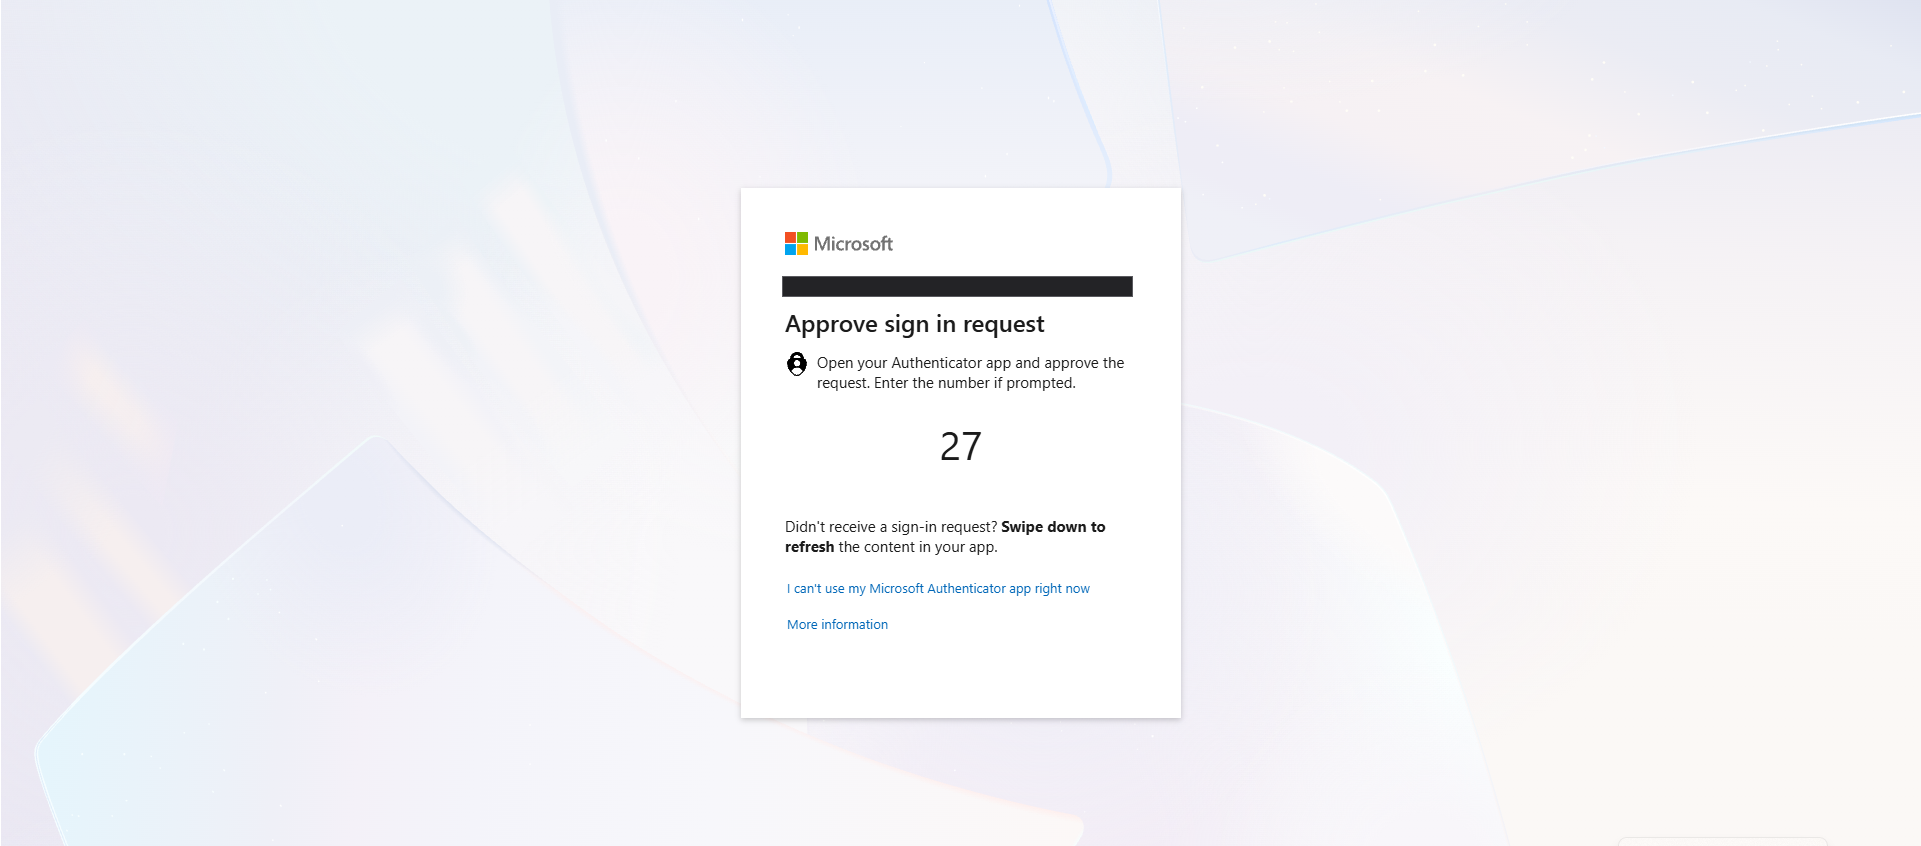 Microsoft
Approve sign in request
Open your Authenticator app and approve the
request. Enter the number if prompted.
27
Didn't receive a sign-in request? Swipe down to
refresh the content in your app.
I can't use my Microsoft Authenticator app right now
More information